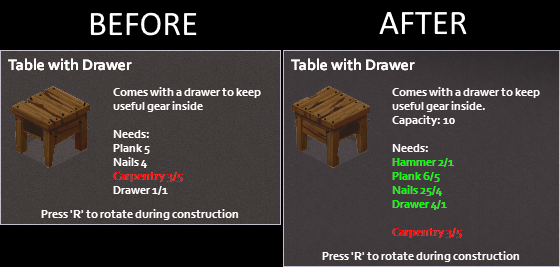 BEFORE
Table with Drawer
Comes with a drawer to keep
useful gear inside
Needs:
Plank 5
Nails 4
Carpentry 3/5
Drawer 1/1
Press 'R' to rotate during construction
AFTER
Table with Drawer
Comes with a drawer to keep
useful gear inside.
Capacity: 10
Needs:
Hammer 2/1
Plank 6/5
Nails 25/4
Drawer 4/1
Carpentry 3/5
Press 'R' to rotate during construction